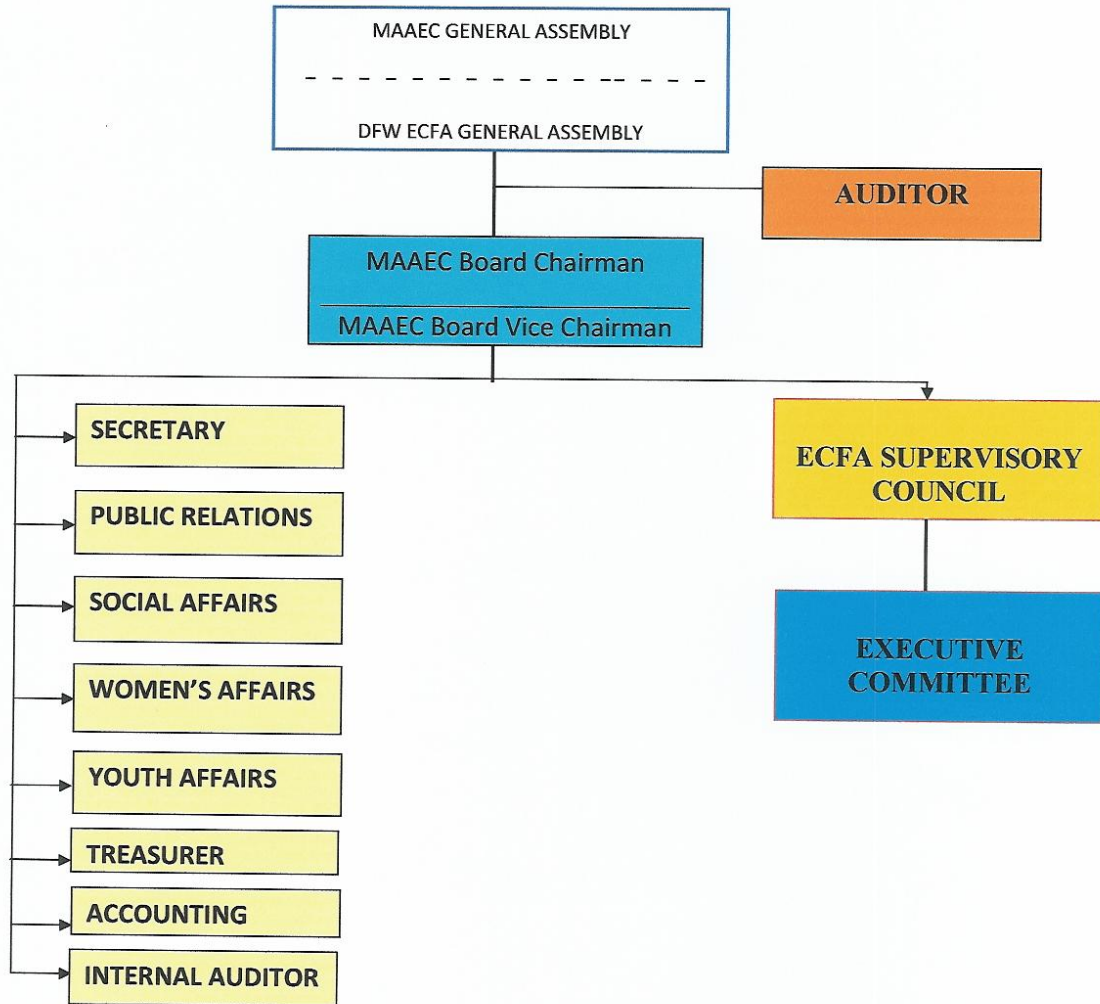 MAAEC GENERAL ASSEMBLY
DFW ECFA GENERAL ASSEMBLY
AUDITOR
MAAEC Board Chairman
MAAEC Board Vice Chairman
SECRETARY
PUBLIC RELATIONS
SOCIAL AFFAIRS
WOMEN’S AFFAIRS
YOUTH AFFAIRS
TREASURER
ACCOUNTING
INTERNAL AUDITOR
ECFA SUPERVISORY
COUNCIL
EXECUTIVE
COMMITTEE